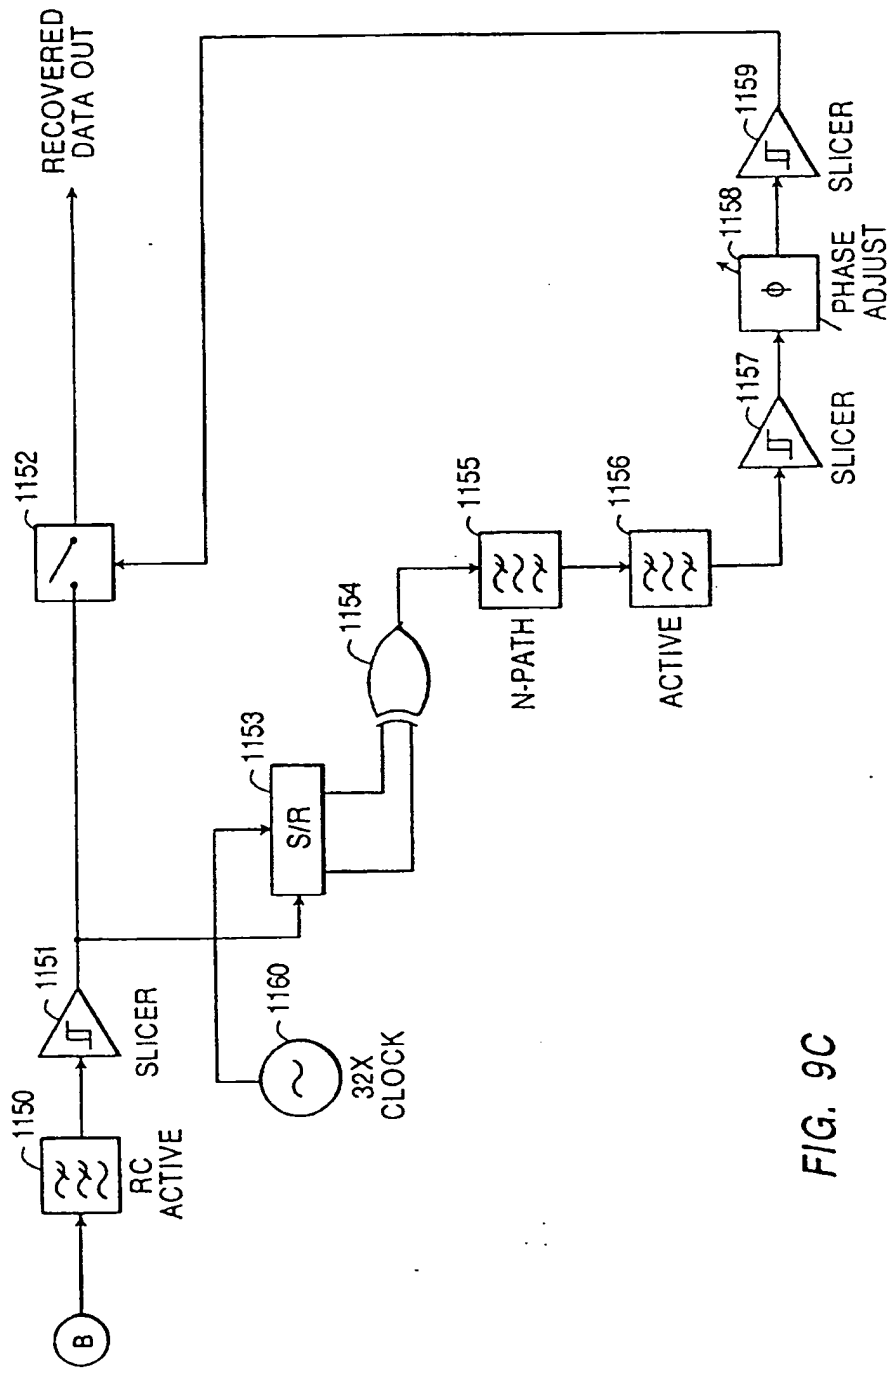 B
1150
RC
ACTIVE
1151
SLICER
1152
RECOVERED
DATA OUT
1160
32X
CLOCK
1153
S/R
1154
1155
N-PATH
1156
ACTIVE
1157
SLICER
1158
ϕ
PHASE
ADJUST
1159
SLICER
FIG. 9C